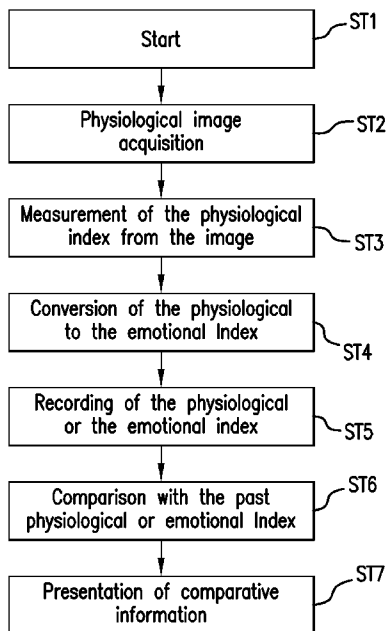 Start
ST1
Physiological image
acquisition
ST2
Measurement of the physiological
index from the image
ST3
Conversion of the physiological
to the emotional Index
ST4
Recording of the physiological
or the emotional index
ST5
Comparison with the past
physiological or emotional Index
ST6
Presentation of comparative
information
ST7